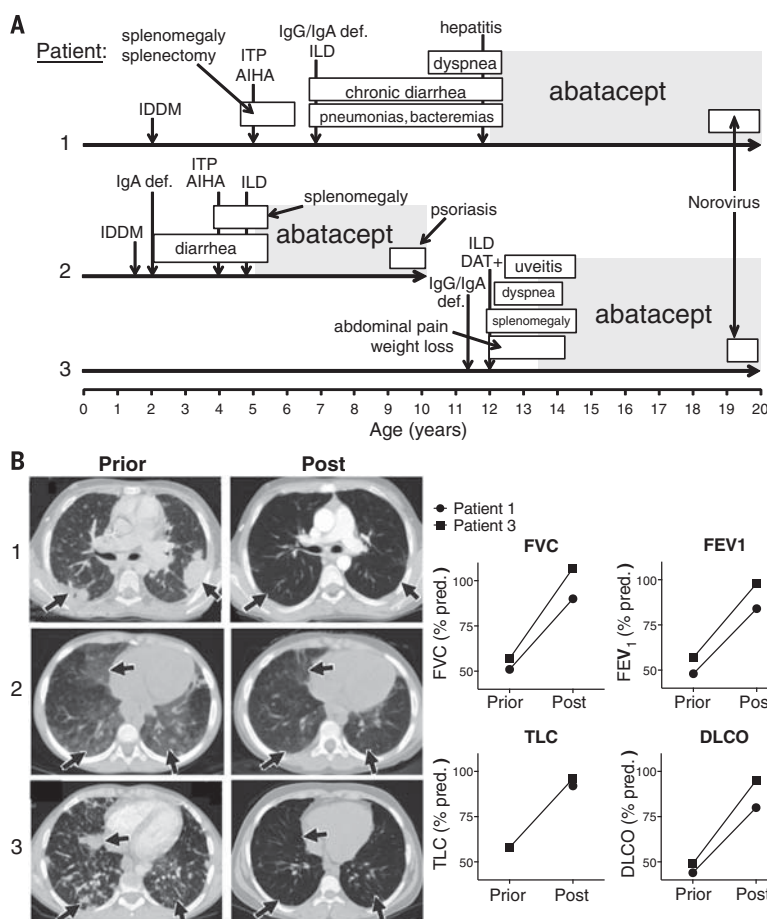 A
Patient:
splenomegaly
splenectomy
ITP
AIHA
IgG/IgA def.
ILD
hepatitis
dyspnea
chronic diarrhea
pneumonias, bacteremias
abatacept
IDDM
1
IgA def.
ITP
AIHA
ILD
splenomegaly
IDDM
diarrhea
abatacept
psoriasis
Norovirus
2
ILD
DAT+
IgG/IgA
def.
uveitis
dyspnea
splenomegaly
abdominal pain
weight loss
abatacept
3
0 1 2 3 4 5 6 7 8 9 10 11 12 13 14 15 16 17 18 19 20
Age (years)
B
Prior Post
1
2
3
Patient 1
Patient 3
FVC
FVC (% pred.)
100
75
50
Prior Post
FEV1
FEV1 (% pred.)
100
75
50
Prior Post
TLC
TLC (% pred.)
100
75
50
Prior Post
DLCO
DLCO (% pred.)
100
75
50
Prior Post